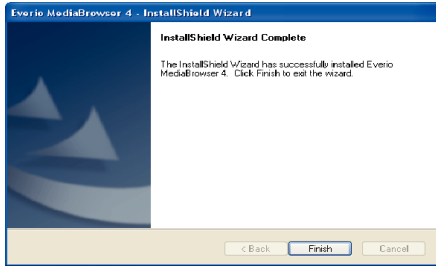 Everio MediaBrowser 4 - InstallShield Wizard
InstallShield Wizard Complete
The InstallShield Wizard has successfully installed Everio
MediaBrowser 4. Click Finish to exit the wizard.
< Back
Finish
Cancel